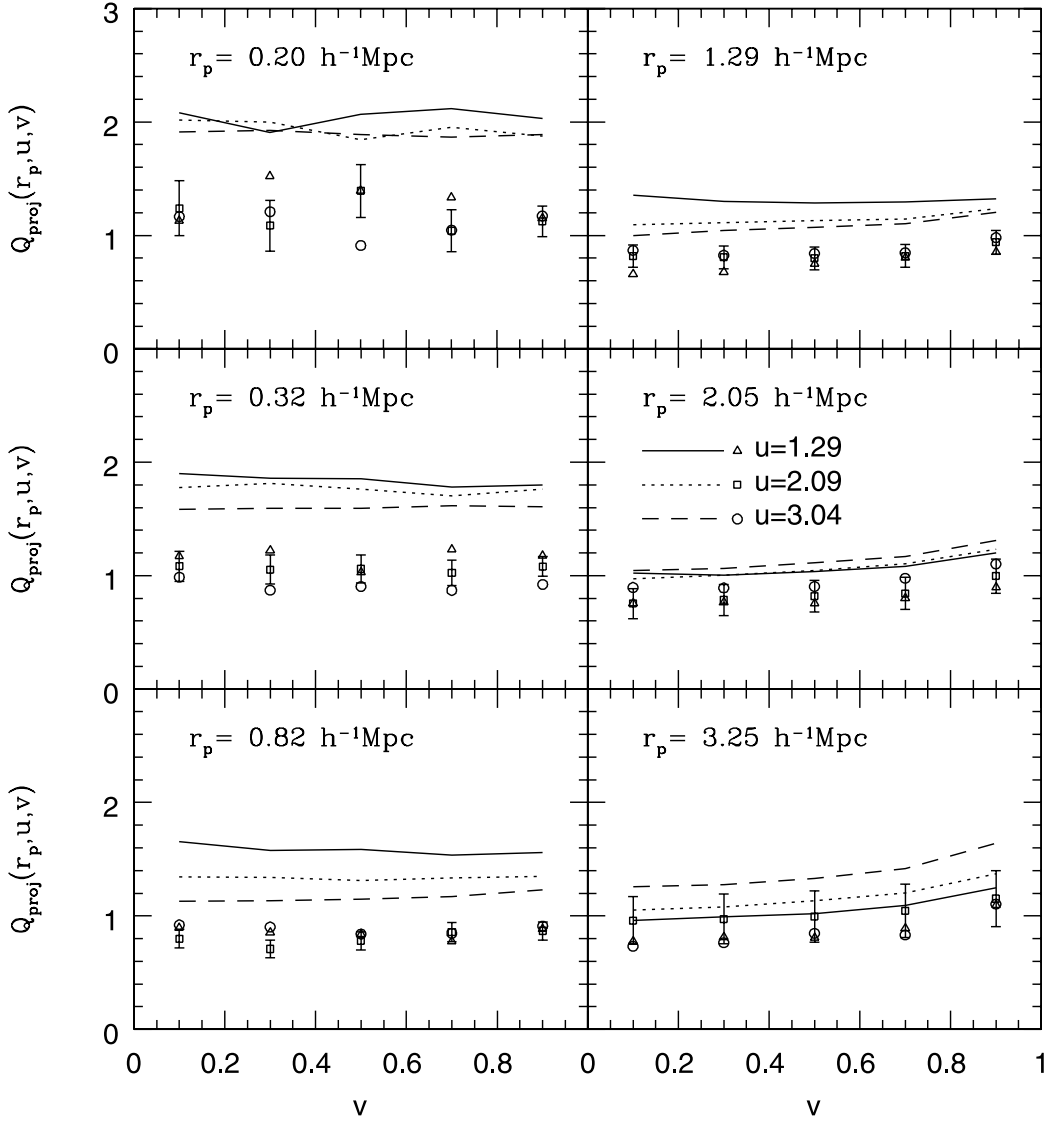 3
2
1
0
Q_proj(r_p,u,v)
r_p= 0.20 h⁻¹Mpc
r_p= 1.29 h⁻¹Mpc
2
1
0
Q_proj(r_p,u,v)
r_p= 0.32 h⁻¹Mpc
r_p= 2.05 h⁻¹Mpc
u=1.29
u=2.09
u=3.04
2
1
0
Q_proj(r_p,u,v)
r_p= 0.82 h⁻¹Mpc
r_p= 3.25 h⁻¹Mpc
0 0.2 0.4 0.6 0.8 0 0.2 0.4 0.6 0.8 1
v v